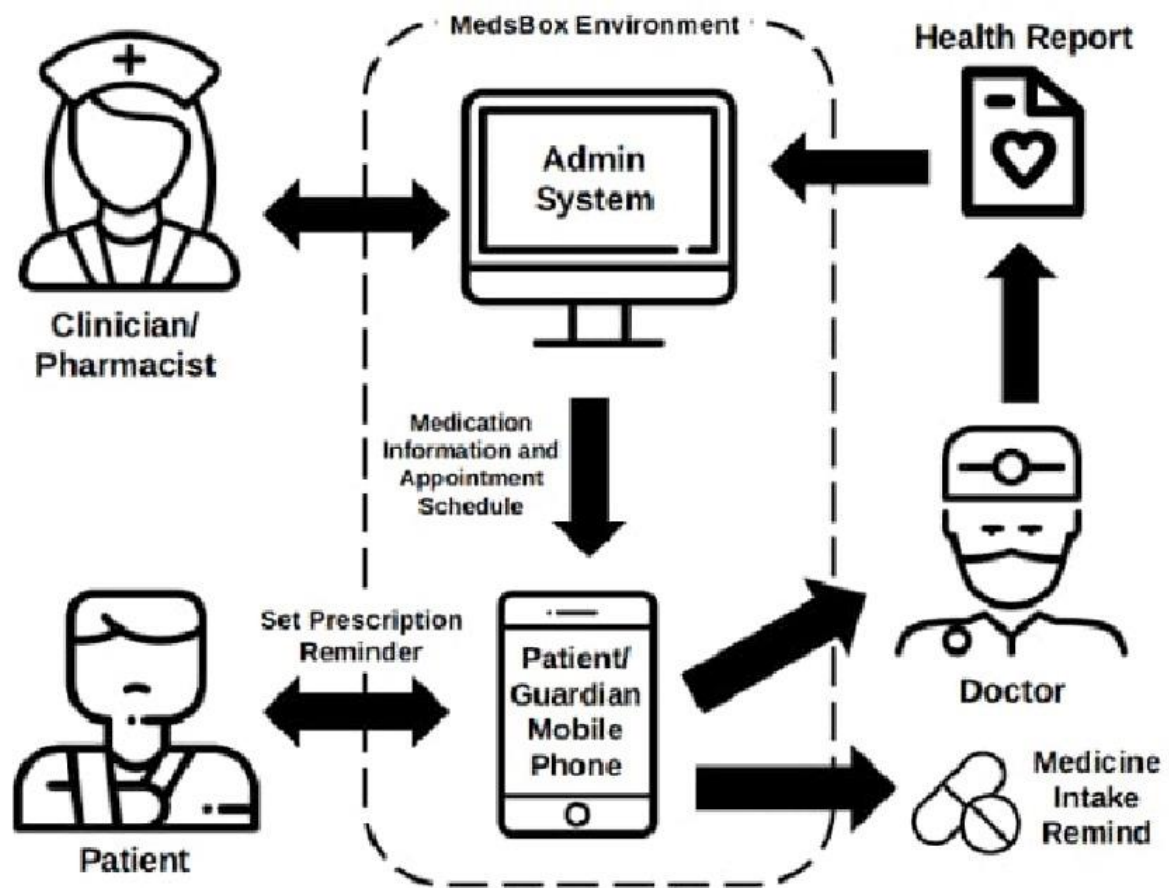 MedsBox Environment
Health Report
Admin
System
Clinician/
Pharmacist
Medication
Information and
Appointment
Schedule
Set Prescription
Reminder
Patient/
Guardian
Mobile
Phone
Doctor
Patient
Medicine
Intake
Remind